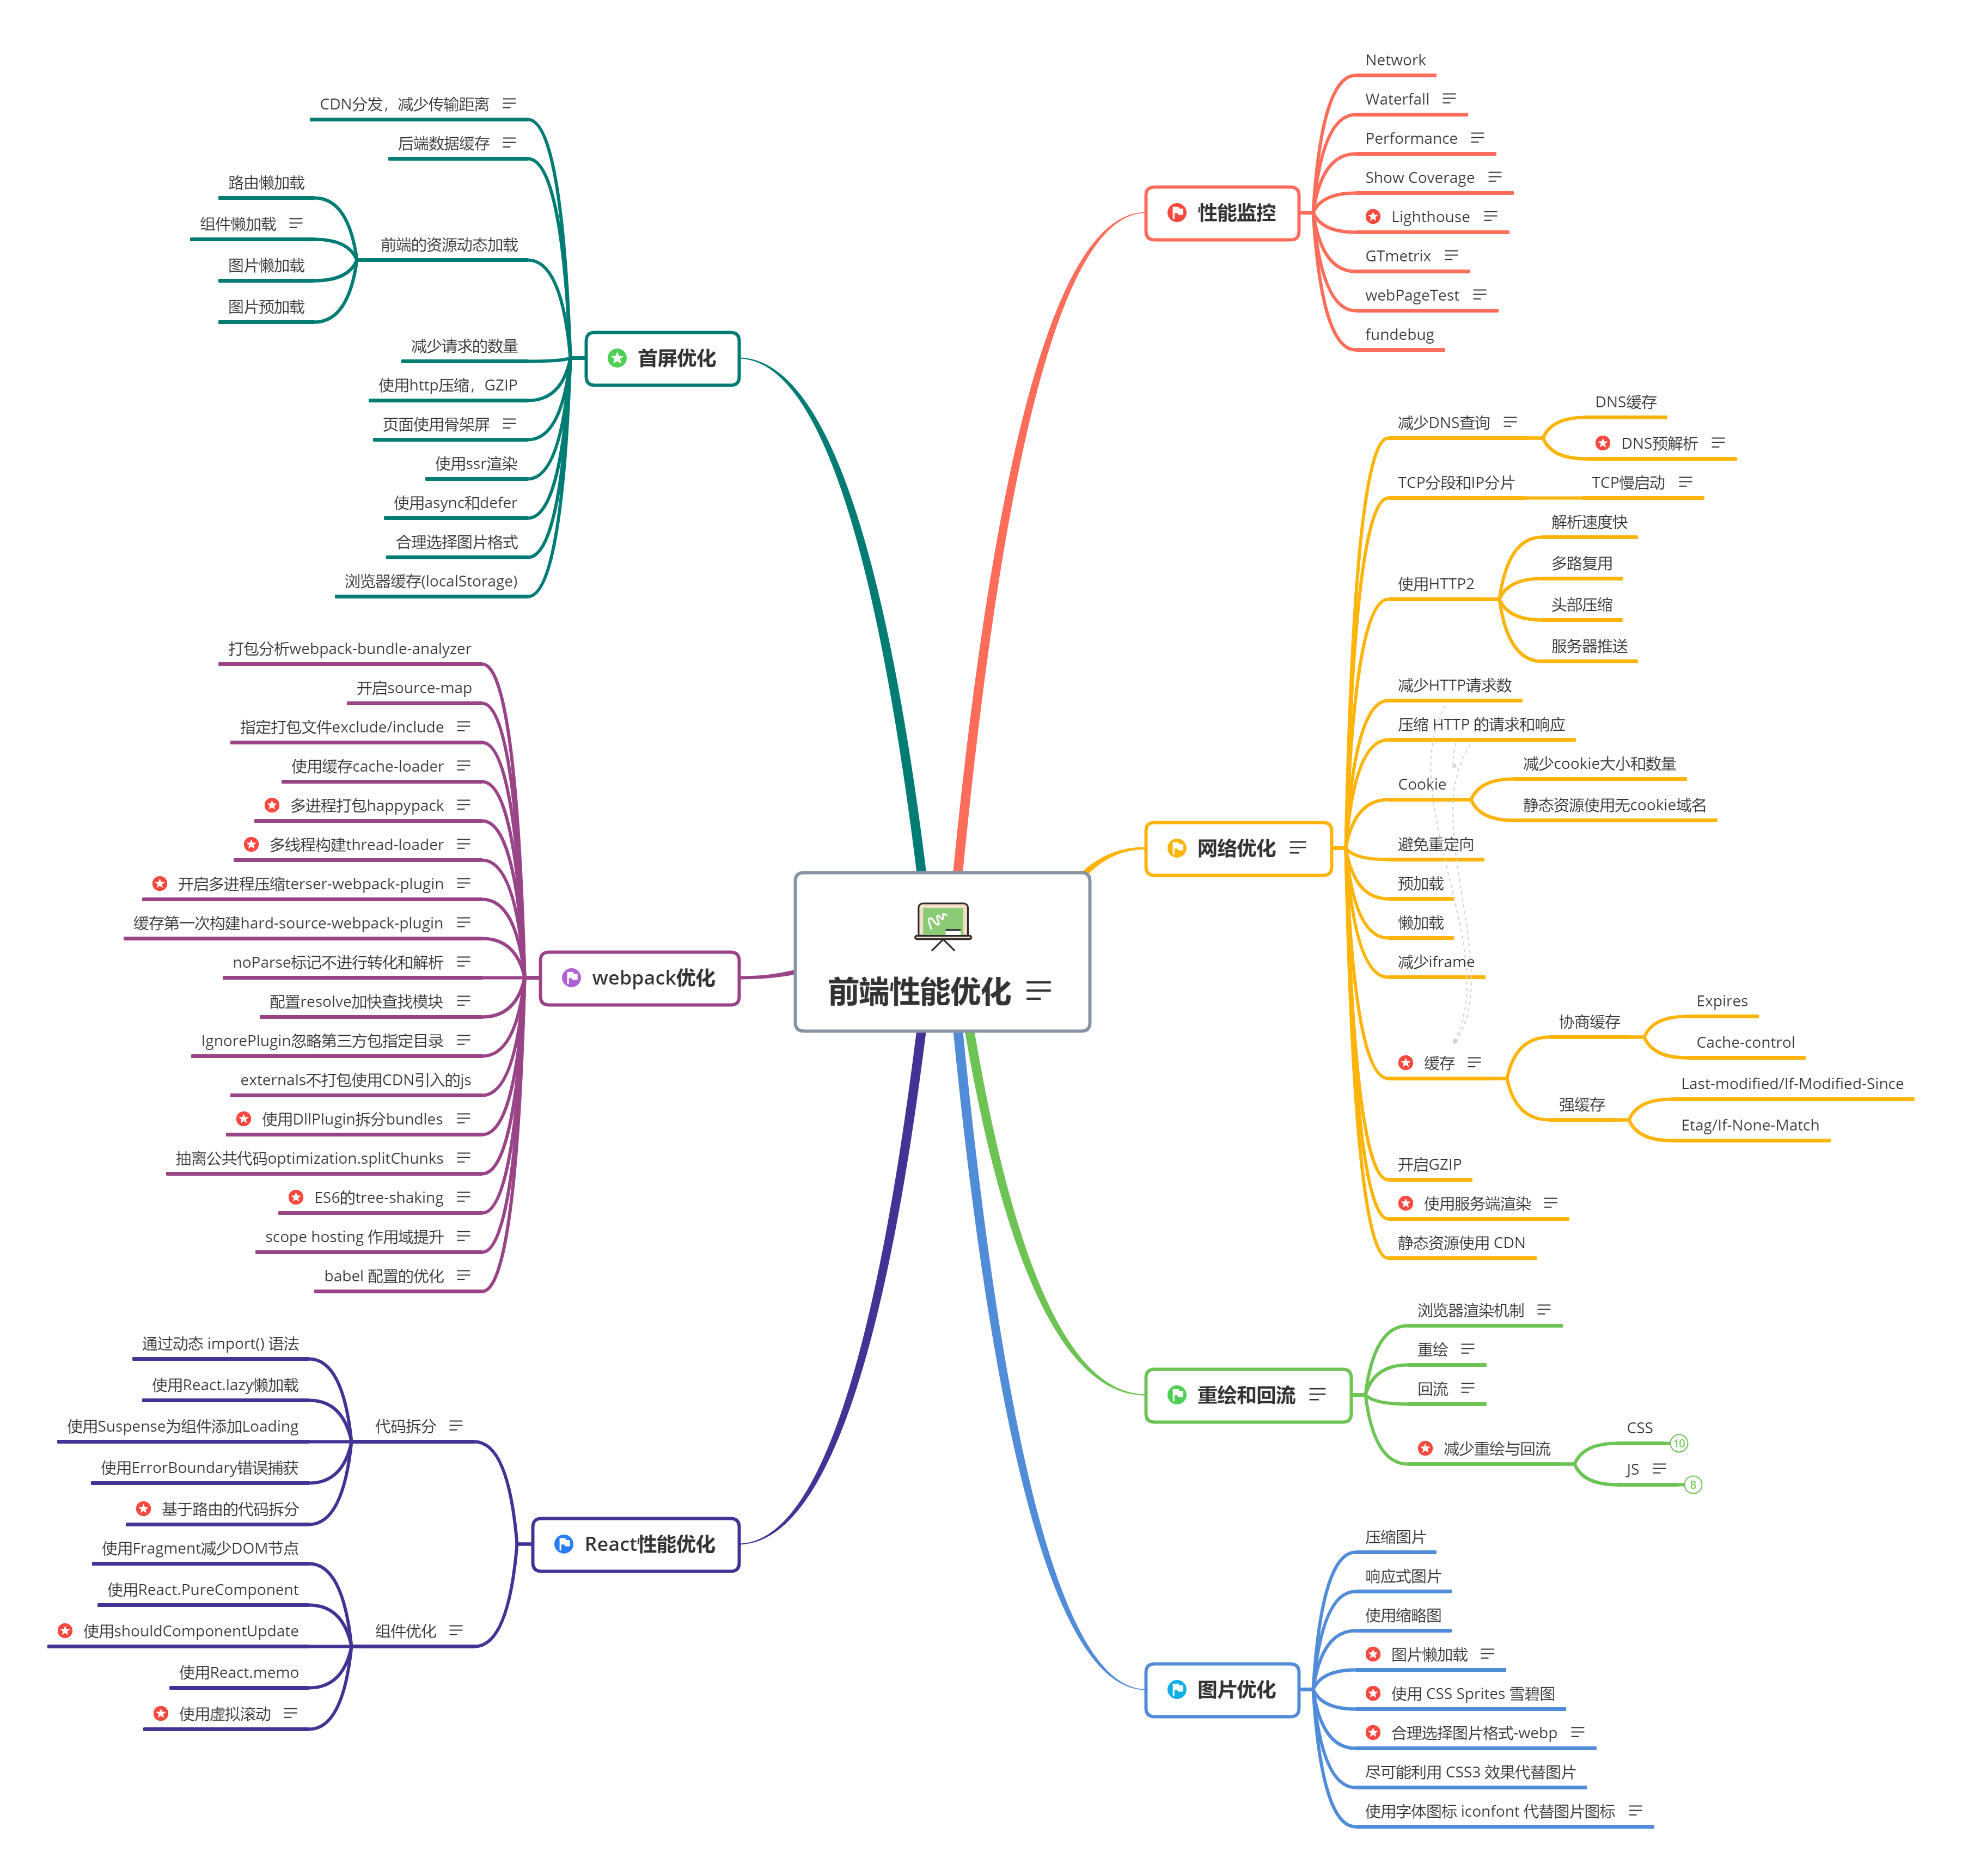 前端性能优化
性能监控
Network
Waterfall
Performance
Show Coverage
Lighthouse
GTmetrix
webPageTest
fundebug
网络优化
减少DNS查询
DNS缓存
DNS预解析
TCP分段和IP分片
TCP慢启动
使用HTTP2
解析速度快
多路复用
头部压缩
服务器推送
减少HTTP请求数
压缩 HTTP 的请求和响应
Cookie
减少cookie大小和数量
静态资源使用无cookie域名
避免重定向
预加载
懒加载
减少iframe
缓存
协商缓存
Expires
Cache-control
强缓存
Last-modified/If-Modified-Since
Etag/If-None-Match
开启GZIP
使用服务端渲染
静态资源使用 CDN
重绘和回流
浏览器渲染机制
重绘
回流
减少重绘与回流
CSS
10
JS
8
图片优化
压缩图片
响应式图片
使用缩略图
图片懒加载
使用 CSS Sprites 雪碧图
合理选择图片格式-webp
尽可能利用 CSS3 效果代替图片
使用字体图标 iconfont 代替图片图标
首屏优化
CDN分发，减少传输距离
后端数据缓存
前端的资源动态加载
路由懒加载
组件懒加载
图片懒加载
图片预加载
减少请求的数量
使用http压缩，GZIP
页面使用骨架屏
使用ssr渲染
使用async和defer
合理选择图片格式
浏览器缓存(localStorage)
webpack优化
打包分析webpack-bundle-analyzer
开启source-map
指定打包文件exclude/include
使用缓存cache-loader
多进程打包happypack
多线程构建thread-loader
开启多进程压缩terser-webpack-plugin
缓存第一次构建hard-source-webpack-plugin
noParse标记不进行转化和解析
配置resolve加快查找模块
IgnorePlugin忽略第三方包指定目录
externals不打包使用CDN引入的js
使用DllPlugin拆分bundles
抽离公共代码optimization.splitChunks
ES6的tree-shaking
scope hosting 作用域提升
babel 配置的优化
React性能优化
代码拆分
通过动态 import() 语法
使用React.lazy懒加载
使用Suspense为组件添加Loading
使用ErrorBoundary错误捕获
基于路由的代码拆分
组件优化
使用Fragment减少DOM节点
使用React.PureComponent
使用shouldComponentUpdate
使用React.memo
使用虚拟滚动